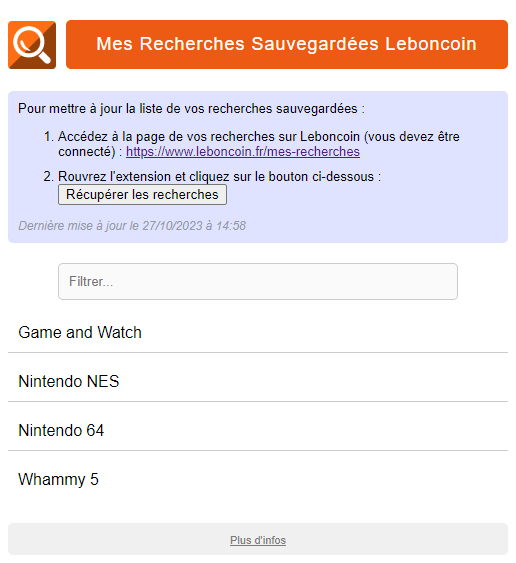 Mes Recherches Sauvegardées Leboncoin
Pour mettre à jour la liste de vos recherches sauvegardées :
1. Accédez à la page de vos recherches sur Leboncoin (vous devez être
connecté) : https://www.leboncoin.fr/mes-recherches
2. Rouvrez l'extension et cliquez sur le bouton ci-dessous :
Récupérer les recherches
Dernière mise à jour le 27/10/2023 à 14:58
Filtrer...
Game and Watch
Nintendo NES
Nintendo 64
Whammy 5
Plus d'infos